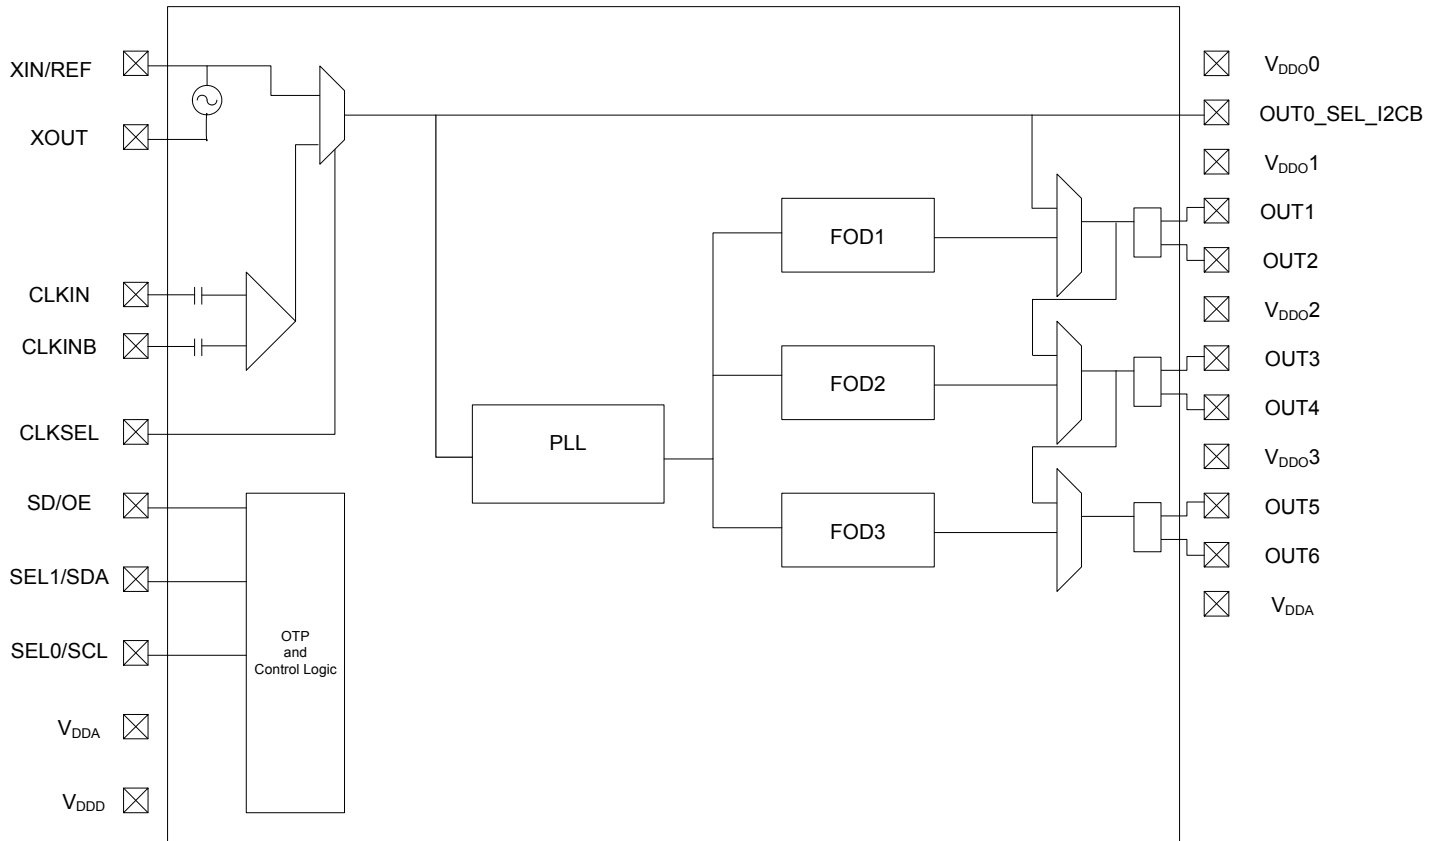 XIN/REF
XOUT
CLKIN
CLKINB
CLKSEL
SD/OE
SEL1/SDA
SEL0/SCL
VDDA
VDDD
OTP
and
Control Logic
PLL
FOD1
FOD2
FOD3
VDDO0
OUT0_SEL_I2CB
VDDO1
OUT1
OUT2
VDDO2
OUT3
OUT4
VDDO3
OUT5
OUT6
VDDA